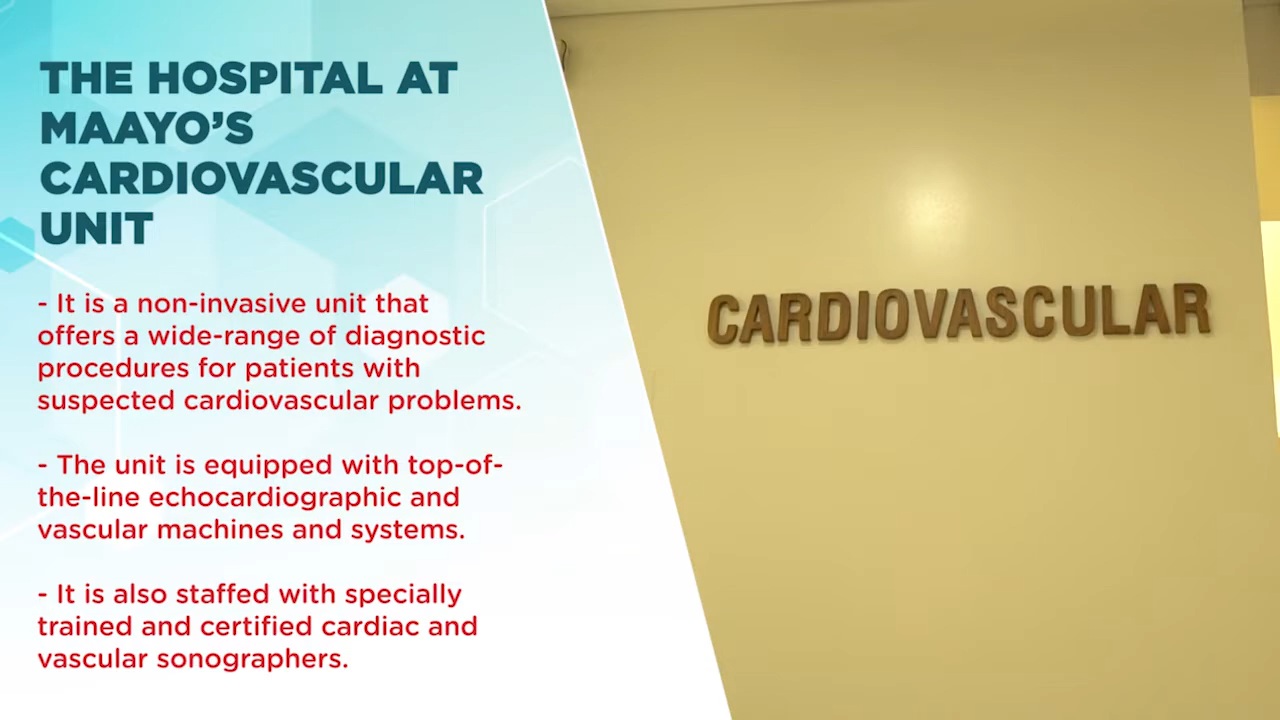 THE HOSPITAL AT
MAAYO’S
CARDIOVASCULAR
UNIT
- It is a non-invasive unit that
offers a wide-range of diagnostic
procedures for patients with
suspected cardiovascular problems.
- The unit is equipped with top-of-
the-line echocardiographic and
vascular machines and systems.
- It is also staffed with specially
trained and certified cardiac and
vascular sonographers.
CARDIOVASCULAR